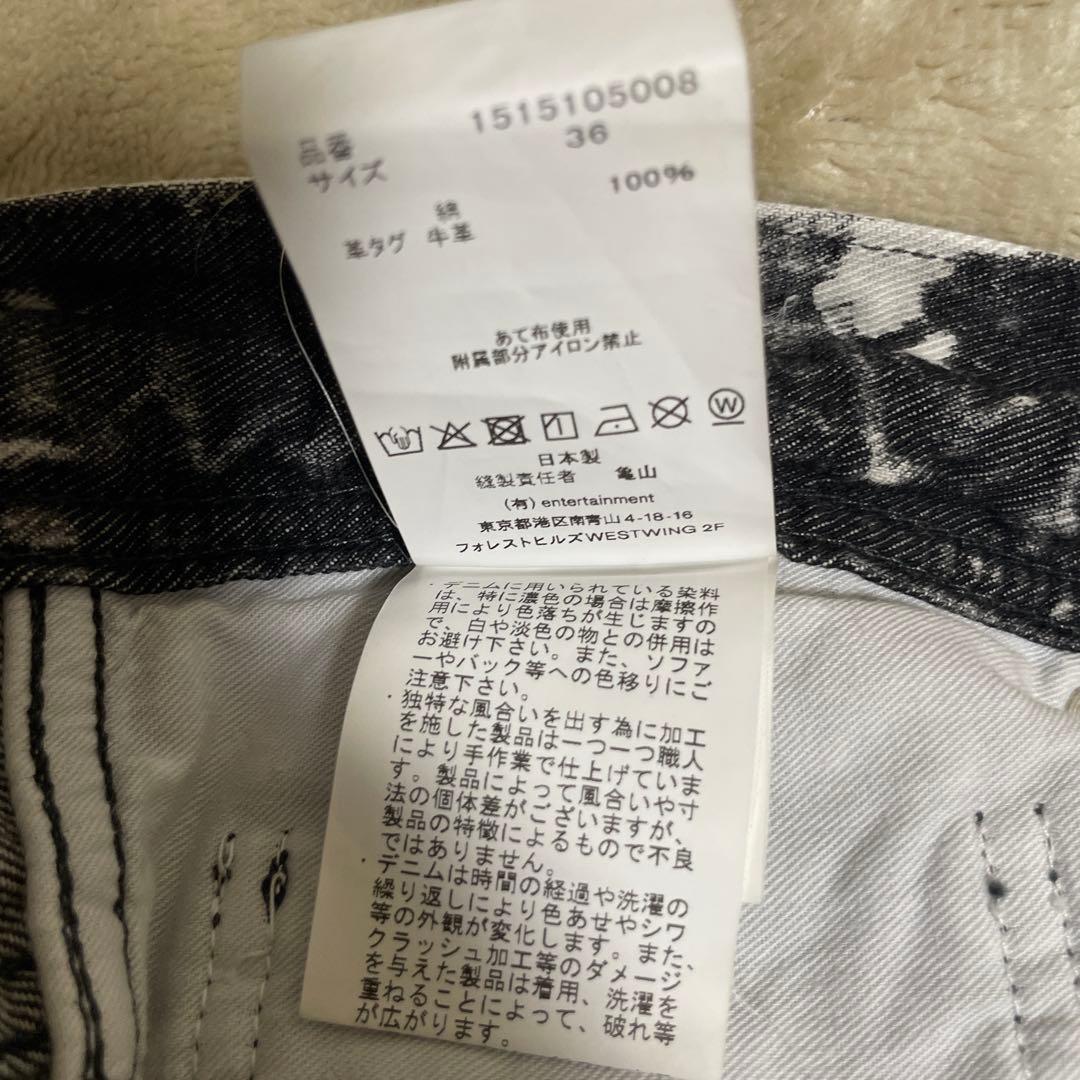 品番 1515105008
サイズ 36
綿 100%
革タグ 牛革
あて布使用
附属部分アイロン禁止
W
日本製
縫製責任者 亀山
(有) entertainment
東京都港区南青山4-18-16
フォレストヒルズWESTWING 2F
・デニムに用いられている染料
は、特に濃色の場合は摩擦作
用により色落ちが生じますの
で、白や淡色の物との併用は
お避け下さい。また、ソファ
ーやバック等への色移りにご
注意下さい。
・独特な風合いを出す為に加工
を施した製品は一つ一つ職人
により手作業で仕上げていま
す。製品によって風合いや寸
法の個体差がございますが、
製品の特徴によるもので不良
ではありません。
・デニムは時間の経過や洗濯の
繰り返しにより色あせやシワ
等の外観が変化します。また、
クラッシュ加工等のダメージ
を与えた製品は着用、洗濯を
重ねることによって、破れ等
が広がります。